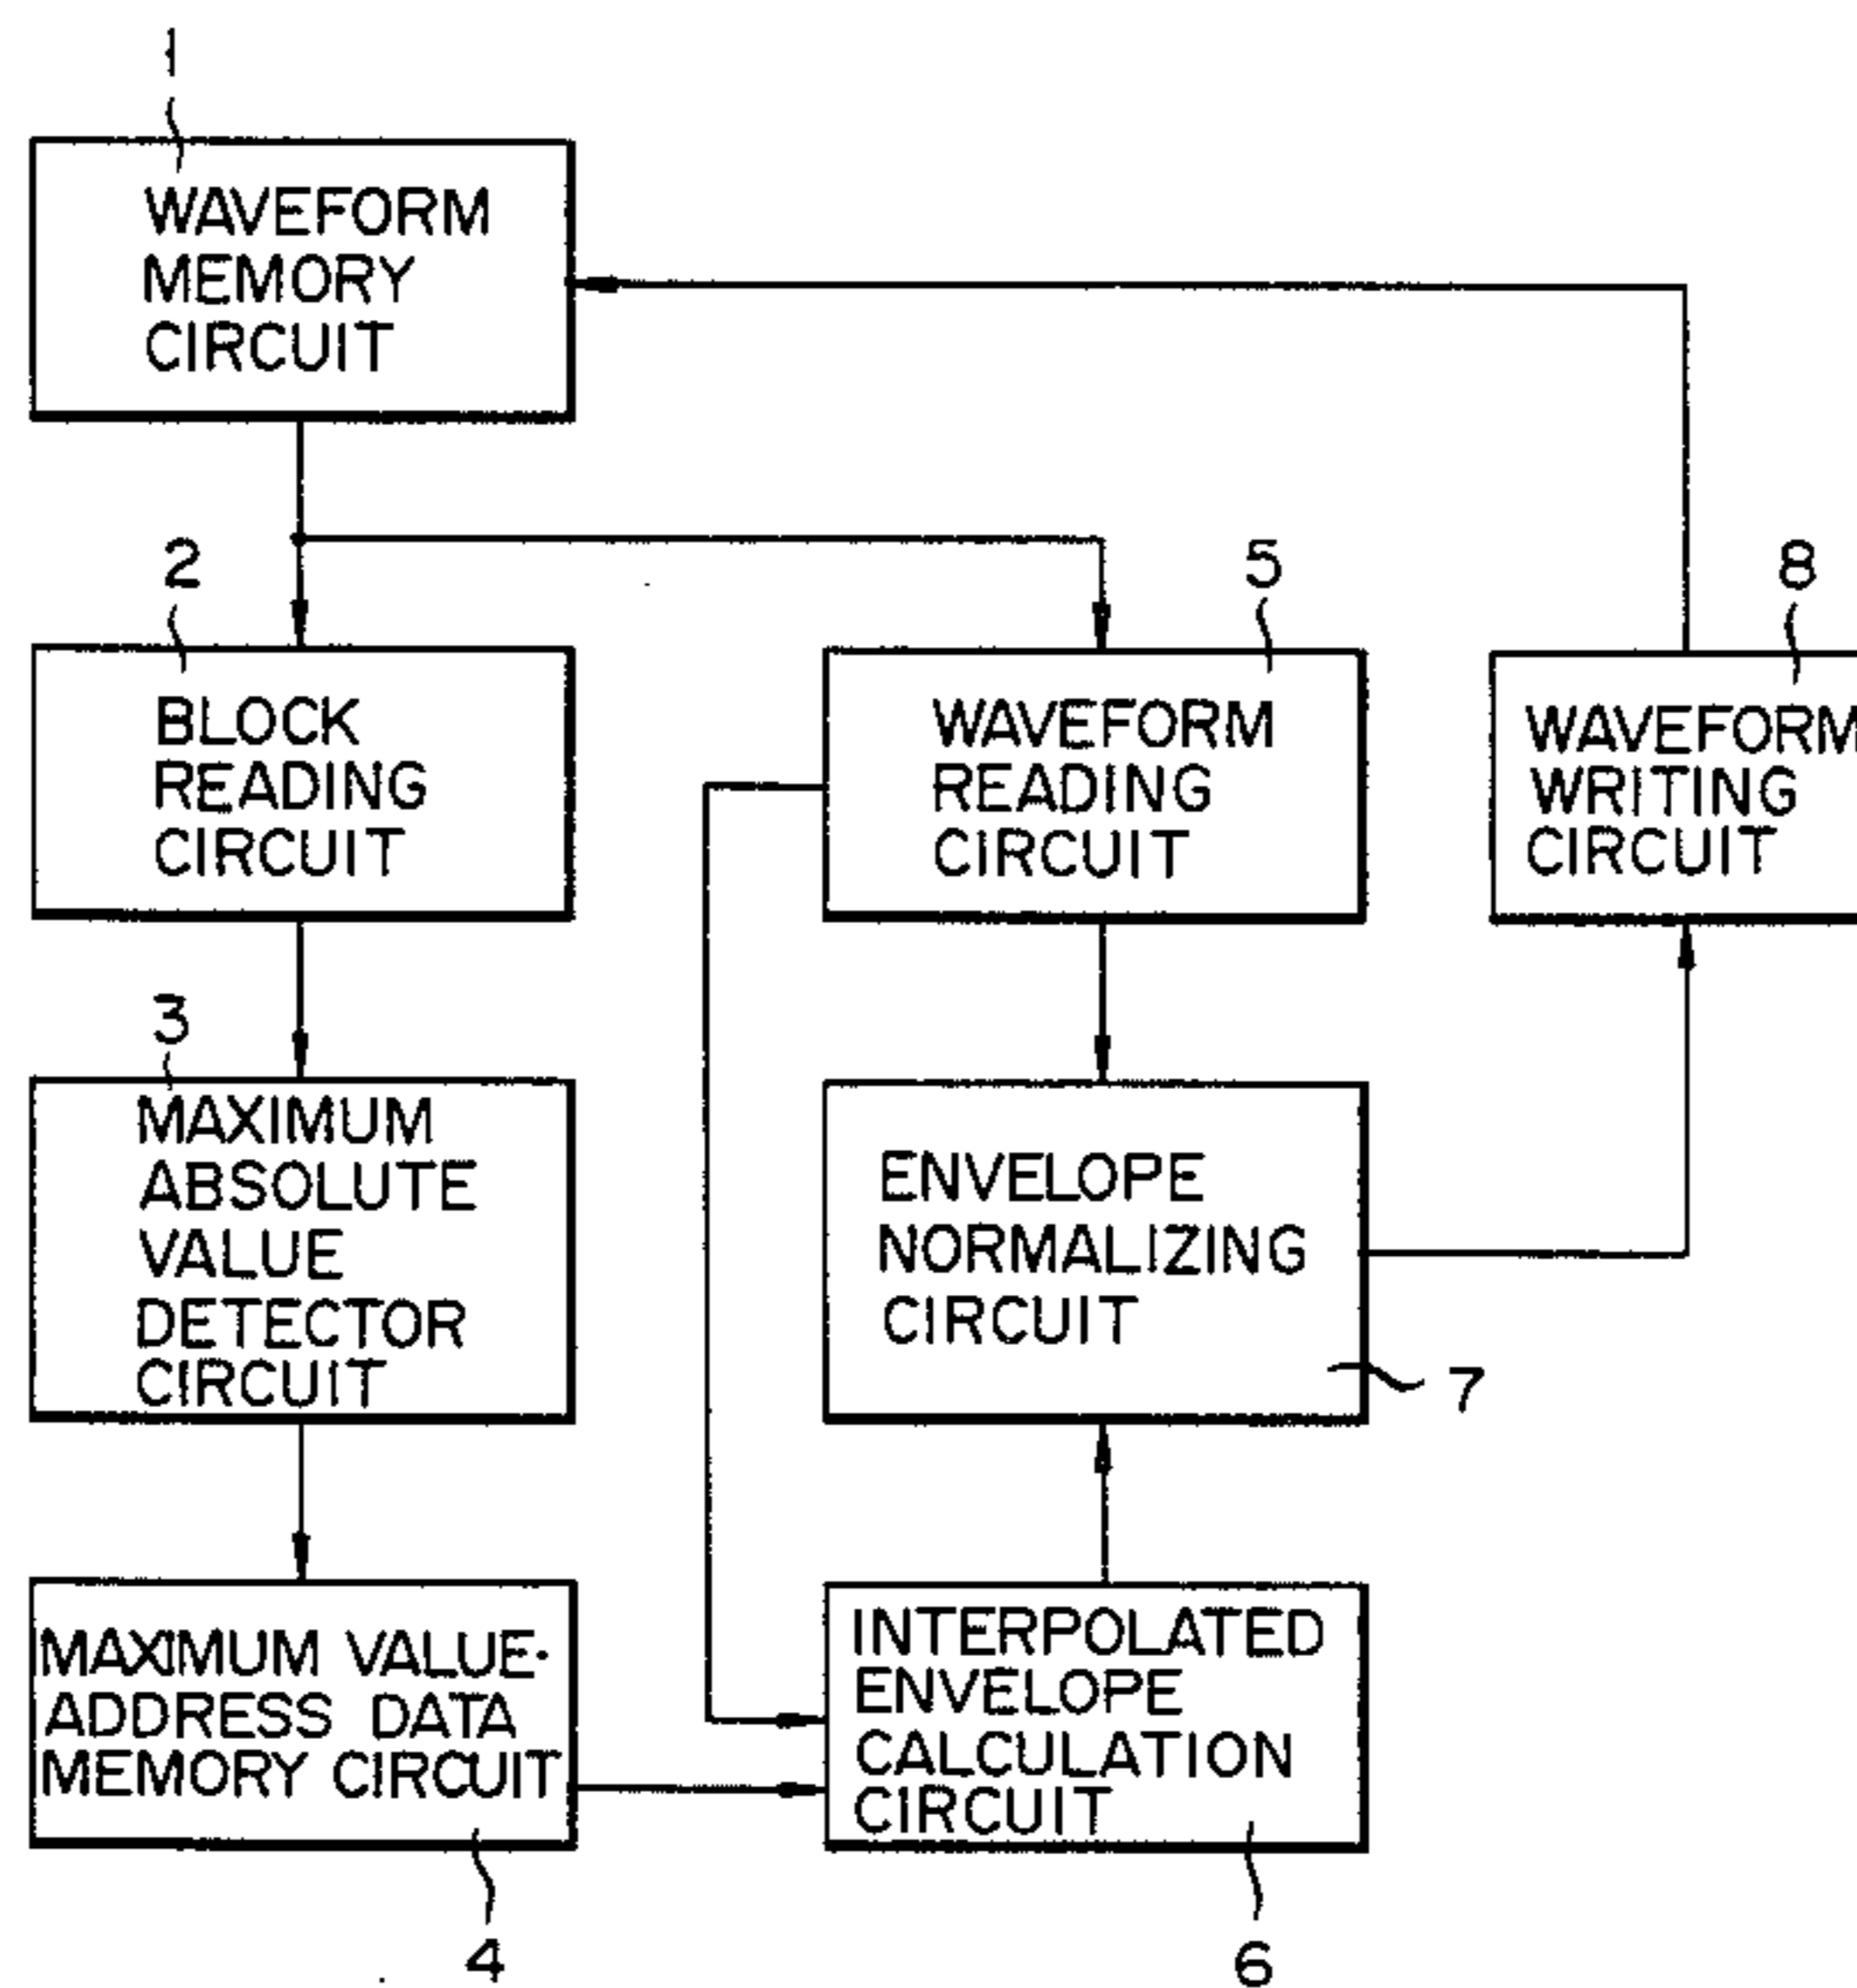 1
WAVEFORM
MEMORY
CIRCUIT
2
BLOCK
READING
CIRCUIT
5
WAVEFORM
READING
CIRCUIT
8
WAVEFORM
WRITING
CIRCUIT
3
MAXIMUM
ABSOLUTE
VALUE
DETECTOR
CIRCUIT
ENVELOPE
NORMALIZING
CIRCUIT
7
MAXIMUM VALUE·
ADDRESS DATA
MEMORY CIRCUIT
4
INTERPOLATED
ENVELOPE
CALCULATION
CIRCUIT
6